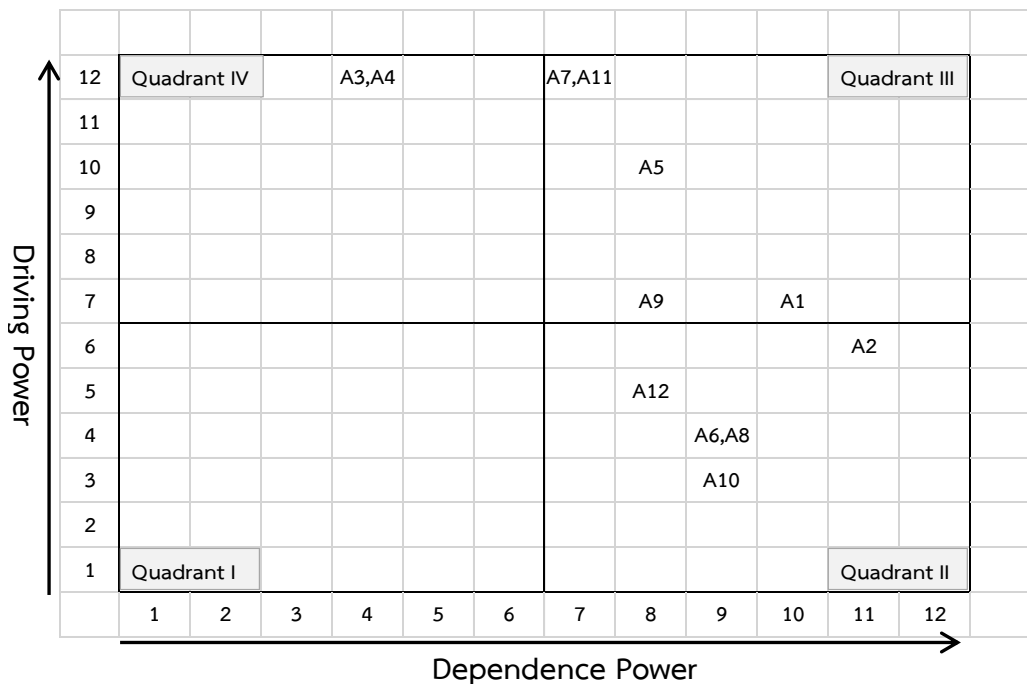 12 Quadrant IV A3,A4 A7,A11 Quadrant III
11
10 A5
9
8
7 A9 A1
6 A2
5 A12
4 A6,A8
3 A10
2
1 Quadrant I Quadrant II
1 2 3 4 5 6 7 8 9 10 11 12
Driving Power
Dependence Power